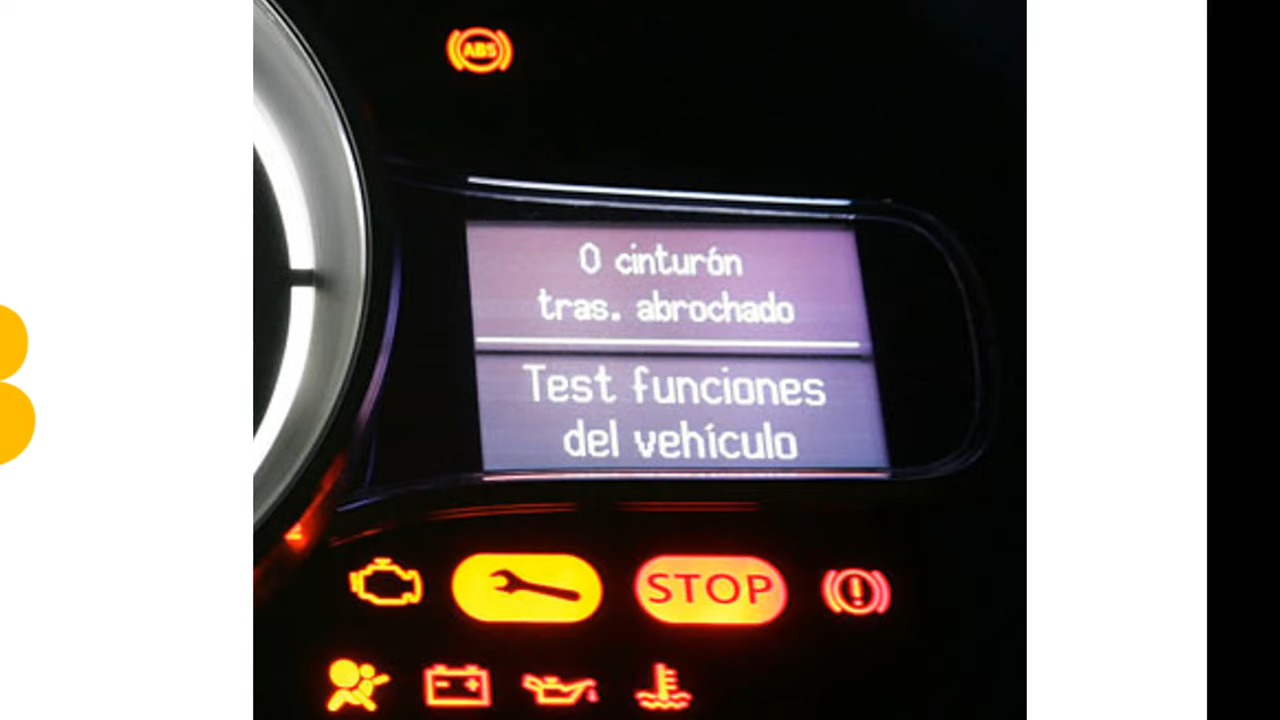 ABS
0 cinturón
tras. abrochado
Test funciones
del vehículo
STOP